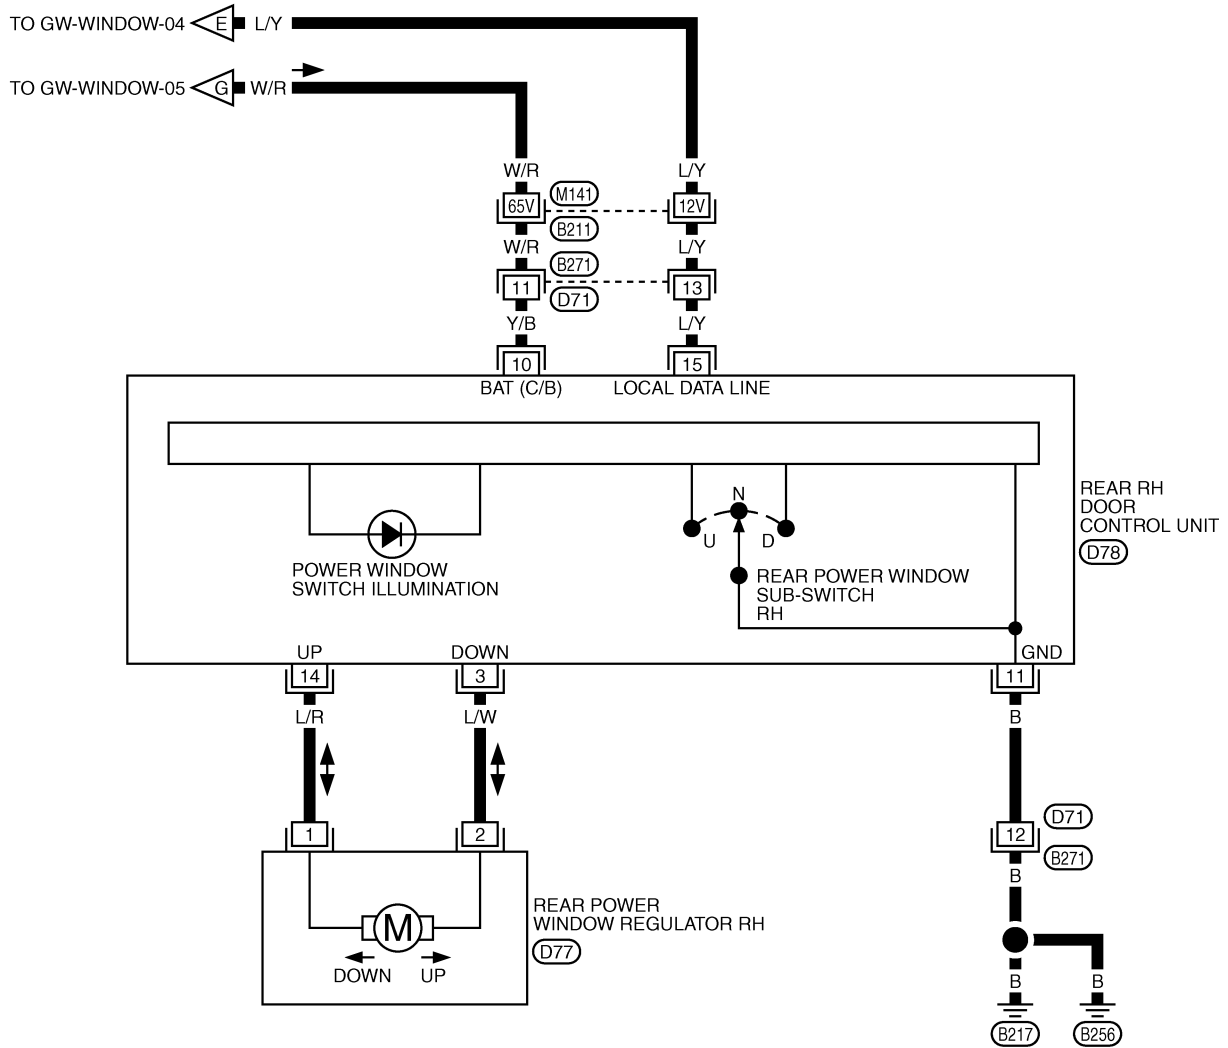 TO GW-WINDOW-04 E L/Y
TO GW-WINDOW-05 G W/R
W/R L/Y
M141
65V 12V
B211
W/R L/Y
B271
11 13
D71
Y/B L/Y
10 15
BAT (C/B) LOCAL DATA LINE
N
U D
REAR RH
DOOR
CONTROL UNIT
D78
POWER WINDOW
SWITCH ILLUMINATION
REAR POWER WINDOW
SUB-SWITCH
RH
UP DOWN GND
14 3 11
L/R L/W B
1 2 12
D71
B271
B
M
DOWN UP
REAR POWER
WINDOW REGULATOR RH
D77
B B
B217 B256